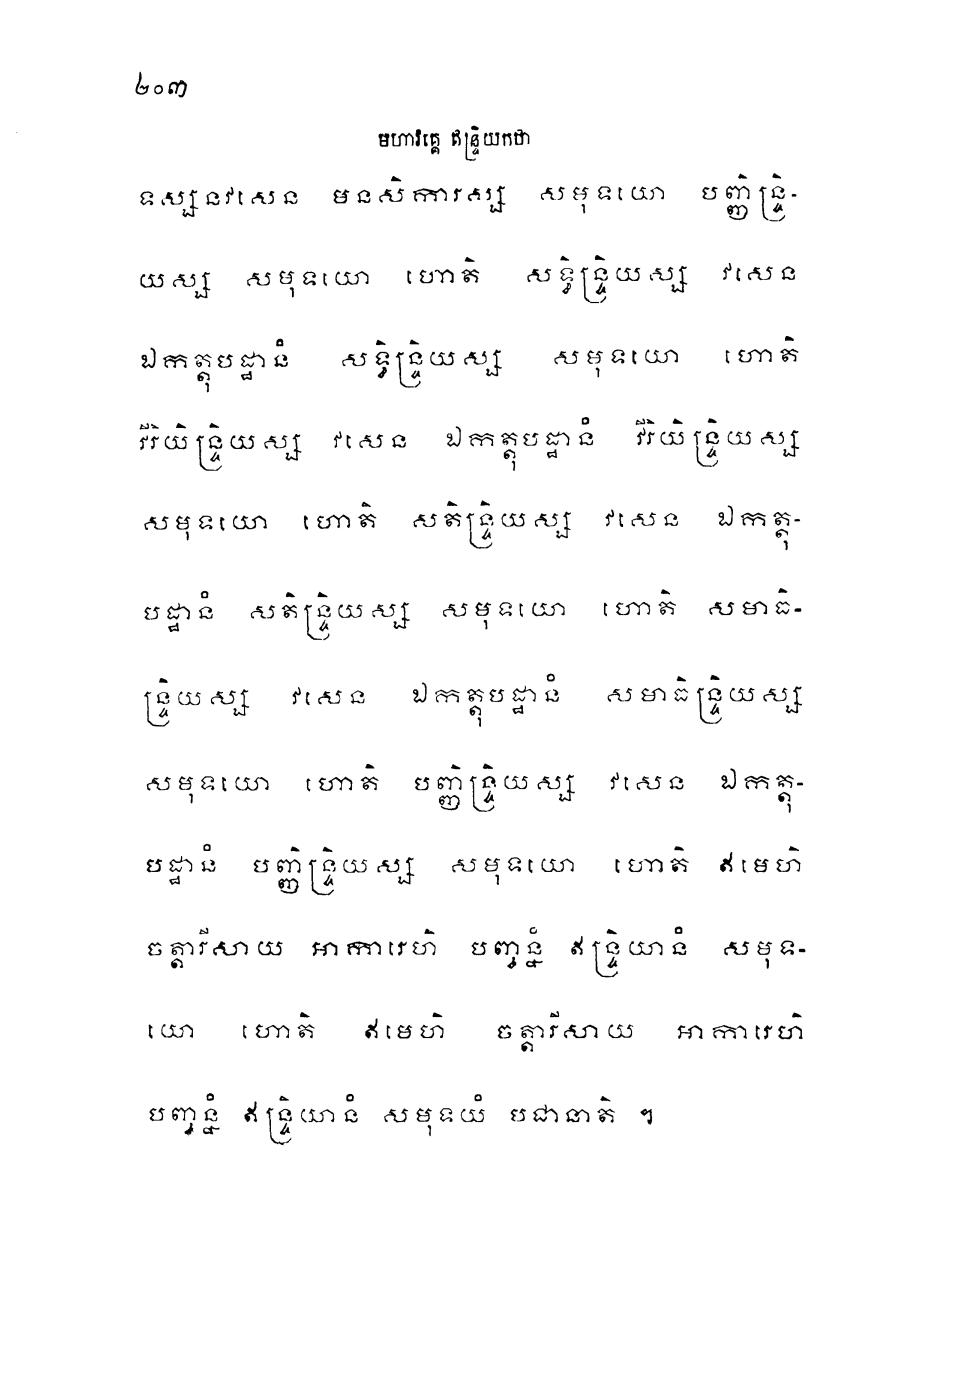 ២០៣
មហាវគ្គេ ឥន្ទ្រិយកថា
ទស្សនវសេន មនសិការស្ស សមុទយោ បញ្ញិន្ទ្រិ-
យស្ស សមុទយោ ហោតិ សទ្ធិន្ទ្រិយស្ស វសេន
ឯកត្តុបដ្ឋានំ សទ្ធិន្ទ្រិយស្ស សមុទយោ ហោតិ
វីរិយិន្ទ្រិយស្ស វសេន ឯកត្តុបដ្ឋានំ វីរិយិន្ទ្រិយស្ស
សមុទយោ ហោតិ សតិន្ទ្រិយស្ស វសេន ឯកត្តុ-
បដ្ឋានំ សតិន្ទ្រិយស្ស សមុទយោ ហោតិ សមាធិ-
ន្ទ្រិយស្ស វសេន ឯកត្តុបដ្ឋានំ សមាធិន្ទ្រិយស្ស
សមុទយោ ហោតិ បញ្ញិន្ទ្រិយស្ស វសេន ឯកត្តុ-
បដ្ឋានំ បញ្ញិន្ទ្រិយស្ស សមុទយោ ហោតិ ឥមេហិ
ចត្តារីសាយ អាការេហិ បញ្ចន្នំ ឥន្ទ្រិយានំ សមុទ-
យោ ហោតិ ឥមេហិ ចត្តារីសាយ អាការេហិ
បញ្ចន្នំ ឥន្ទ្រិយានំ សមុទយំ បជានាតិ ។